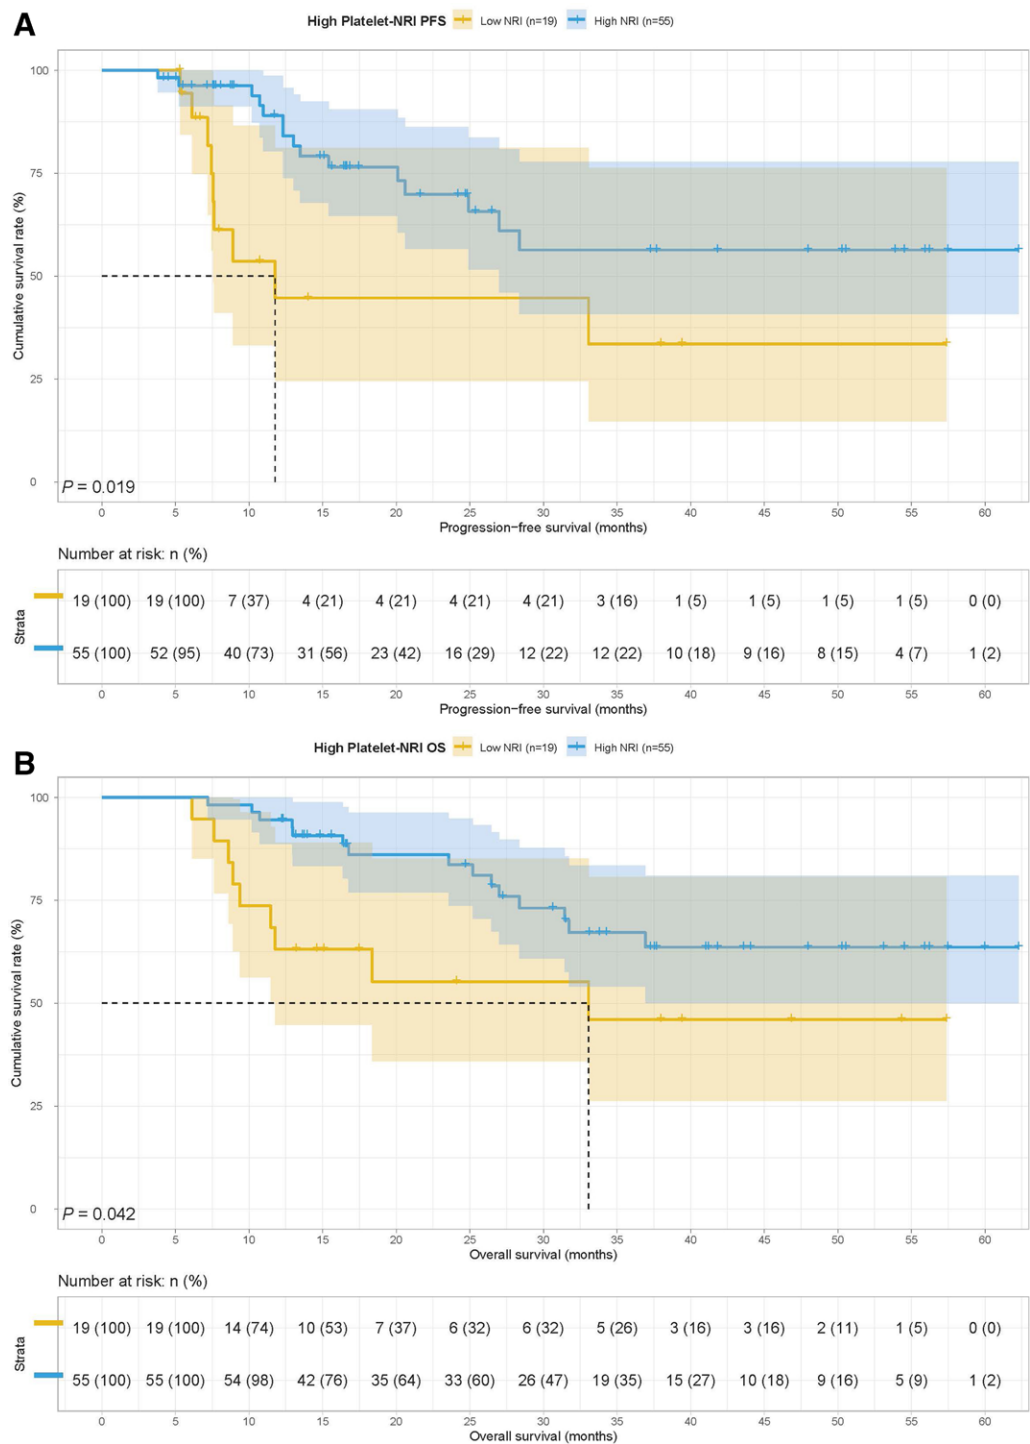 A
High Platelet-NRI PFS Low NRI (n=19) High NRI (n=55)
Cumulative survival rate (%)
100
75
50
25
0
P = 0.019
0 5 10 15 20 25 30 35 40 45 50 55 60
Progression-free survival (months)
Number at risk: n (%)
Strata
19 (100) 19 (100) 7 (37) 4 (21) 4 (21) 4 (21) 4 (21) 3 (16) 1 (5) 1 (5) 1 (5) 1 (5) 0 (0)
55 (100) 52 (95) 40 (73) 31 (56) 23 (42) 16 (29) 12 (22) 12 (22) 10 (18) 9 (16) 8 (15) 4 (7) 1 (2)
0 5 10 15 20 25 30 35 40 45 50 55 60
Progression-free survival (months)
B
High Platelet-NRI OS Low NRI (n=19) High NRI (n=55)
Cumulative survival rate (%)
100
75
50
25
0
P = 0.042
0 5 10 15 20 25 30 35 40 45 50 55 60
Overall survival (months)
Number at risk: n (%)
Strata
19 (100) 19 (100) 14 (74) 10 (53) 7 (37) 6 (32) 6 (32) 5 (26) 3 (16) 3 (16) 2 (11) 1 (5) 0 (0)
55 (100) 55 (100) 54 (98) 42 (76) 35 (64) 33 (60) 26 (47) 19 (35) 15 (27) 10 (18) 9 (16) 5 (9) 1 (2)
0 5 10 15 20 25 30 35 40 45 50 55 60
Overall survival (months)